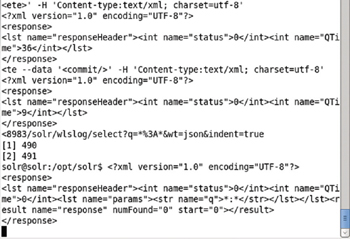 <ete>' -H 'Content-type:text/xml; charset=utf-8'
<?xml version="1.0" encoding="UTF-8"?>
<response>
<lst name="responseHeader"><int name="status">0</int><int name="QTi
me">36</int></lst>
</response>
<te --data '<commit/>' -H 'Content-type:text/xml; charset=utf-8'
<?xml version="1.0" encoding="UTF-8"?>
<response>
<lst name="responseHeader"><int name="status">0</int><int name="QTi
me">9</int></lst>
</response>
<8983/solr/wlslog/select?q=*%3A*&wt=json&indent=true
[1] 490
[2] 491
solr@solr:/opt/solr$ <?xml version="1.0" encoding="UTF-8"?>
<response>
<lst name="responseHeader"><int name="status">0</int><int name="QTi
me">0</int><lst name="params"><str name="q">*:*</str></lst></lst><r
esult name="response" numFound="0" start="0"></result>
</response>